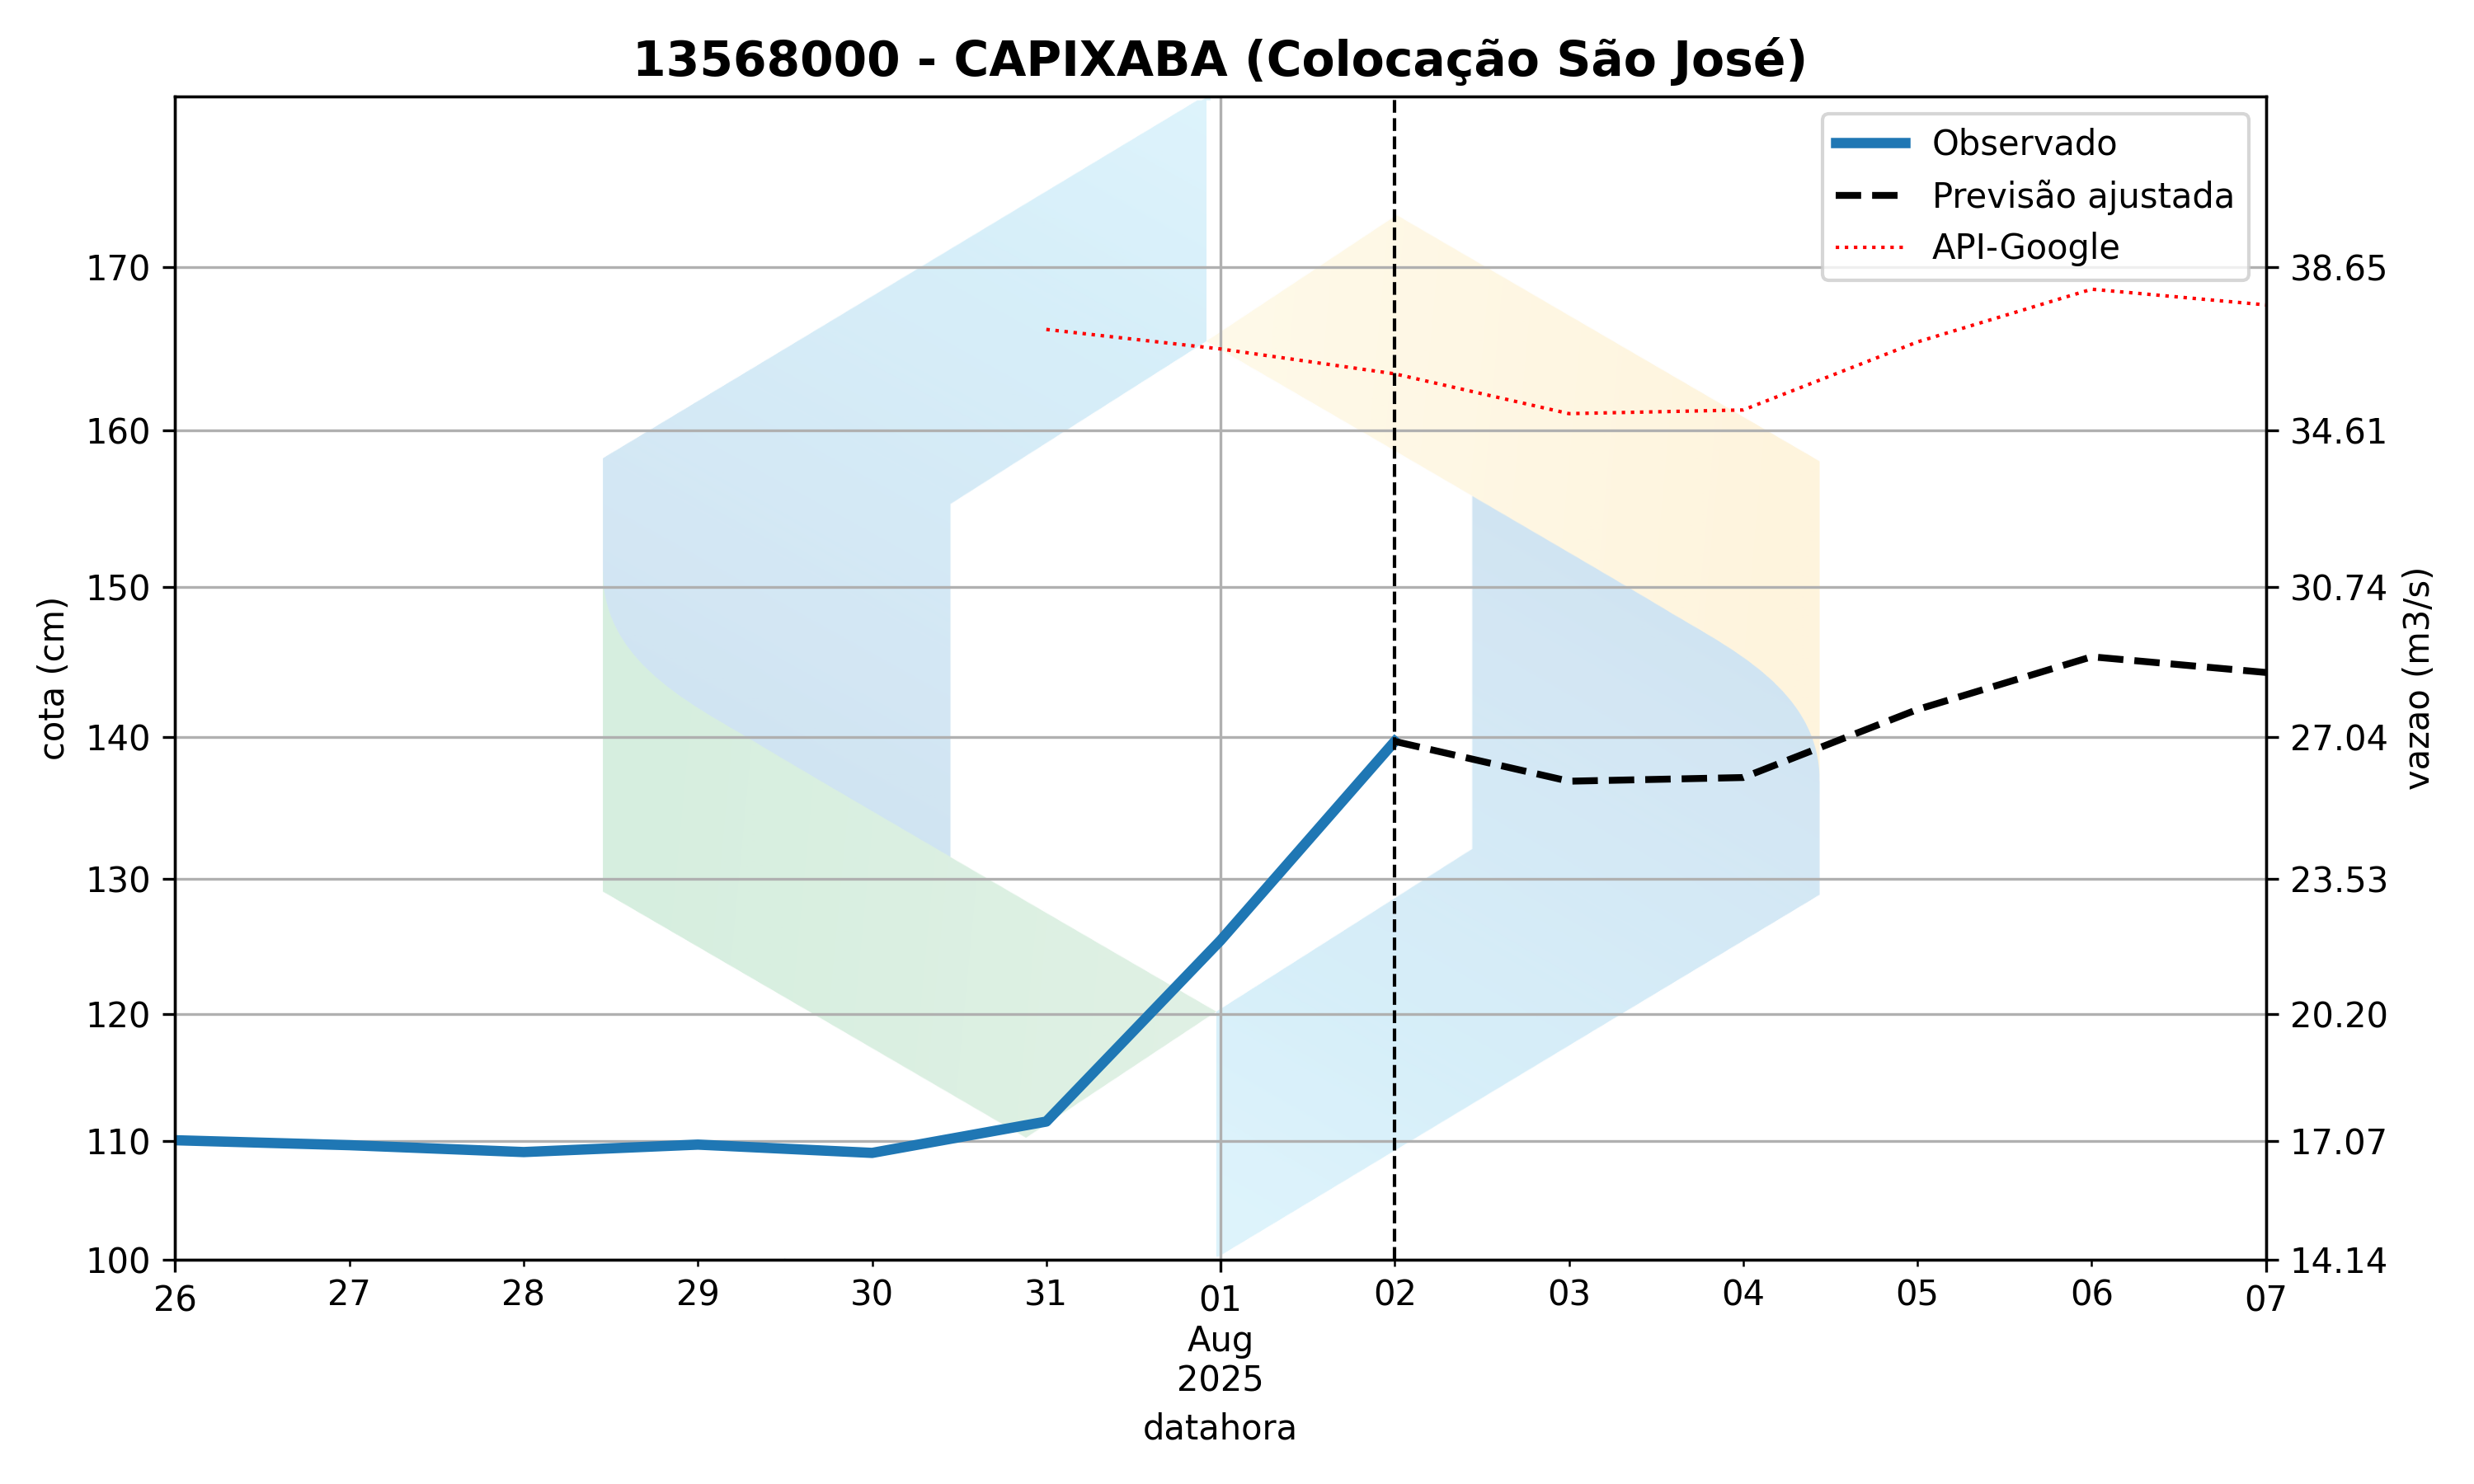 13568000 - CAPIXABA (Colocação São José)
Observado
Previsão ajustada
API-Google
cota (cm)
170
160
150
140
130
120
110
100
38.65
34.61
30.74
27.04
23.53
20.20
17.07
14.14
vazao (m3/s)
26 27 28 29 30 31 01 02 03 04 05 06 07
Aug
2025
datahora